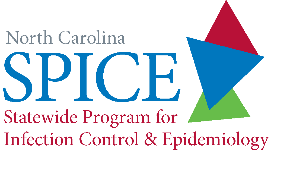 North Carolina
SPICE
Statewide Program for
Infection Control & Epidemiology